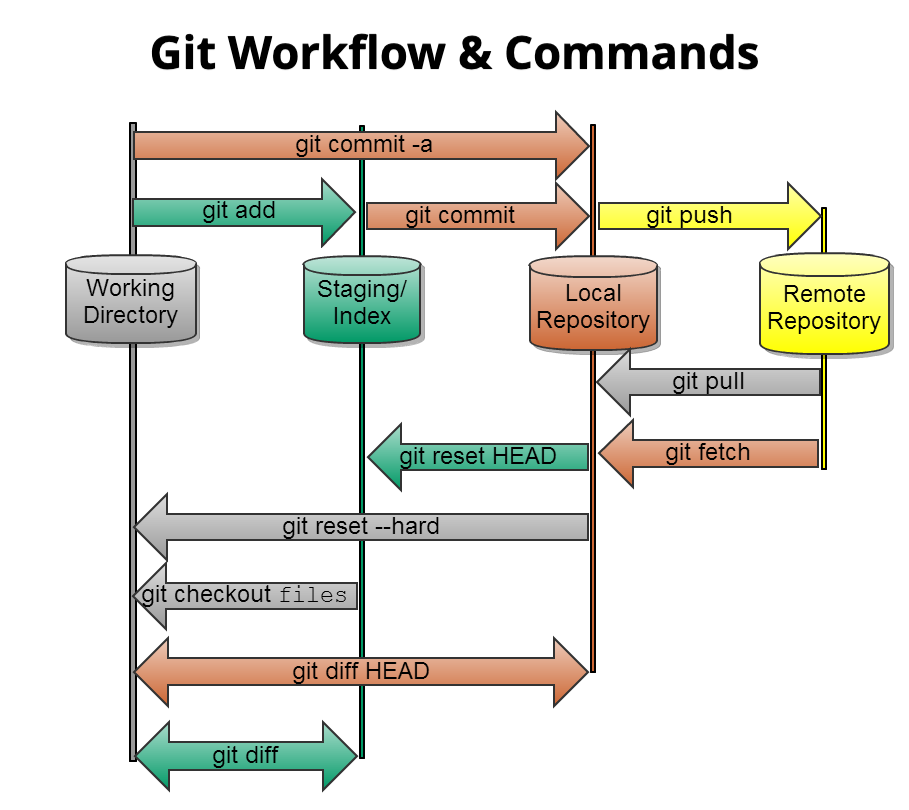 Git Workflow & Commands
git commit -a
git add
git commit
git push
Working
Directory
Staging/
Index
Local
Repository
Remote
Repository
git pull
git reset HEAD
git fetch
git reset --hard
git checkout files
git diff HEAD
git diff